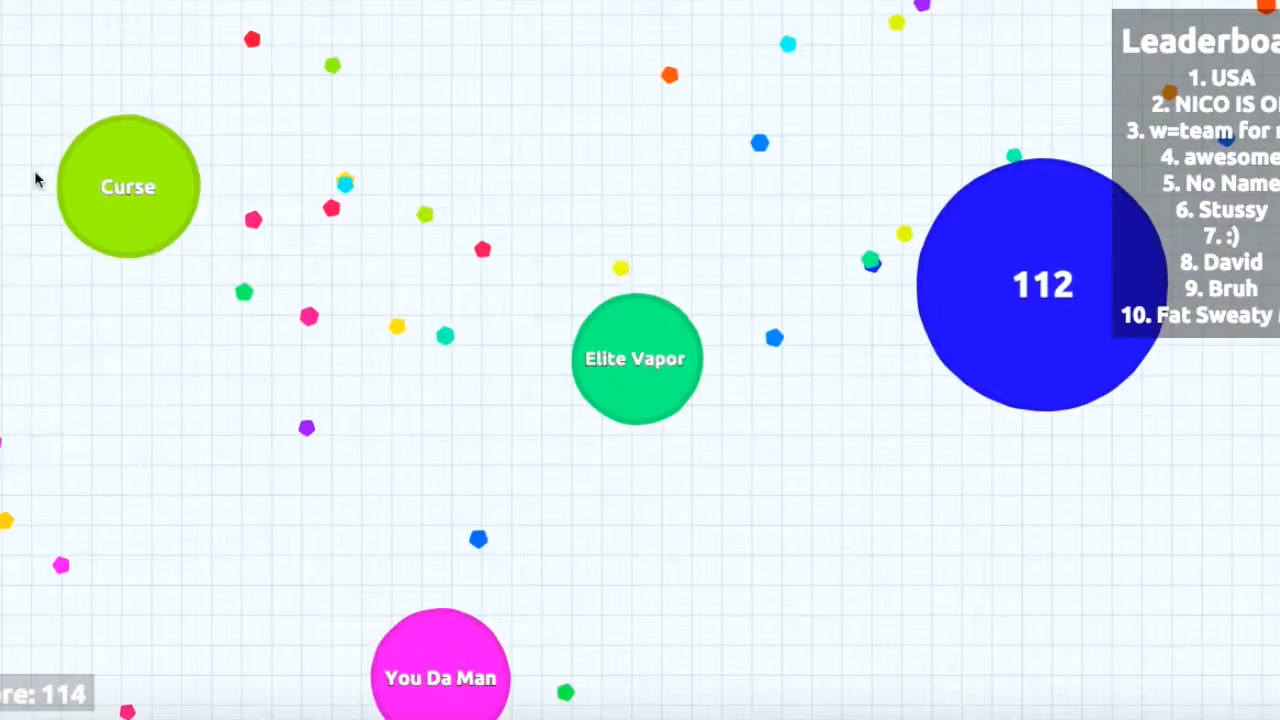 Leaderboa
1. USA
2. NICO IS O
3. w=team for
4. awesome
5. No Name
6. Stussy
7. :)
8. David
9. Bruh
10. Fat Sweaty
Curse
112
Elite Vapor
You Da Man
re: 114